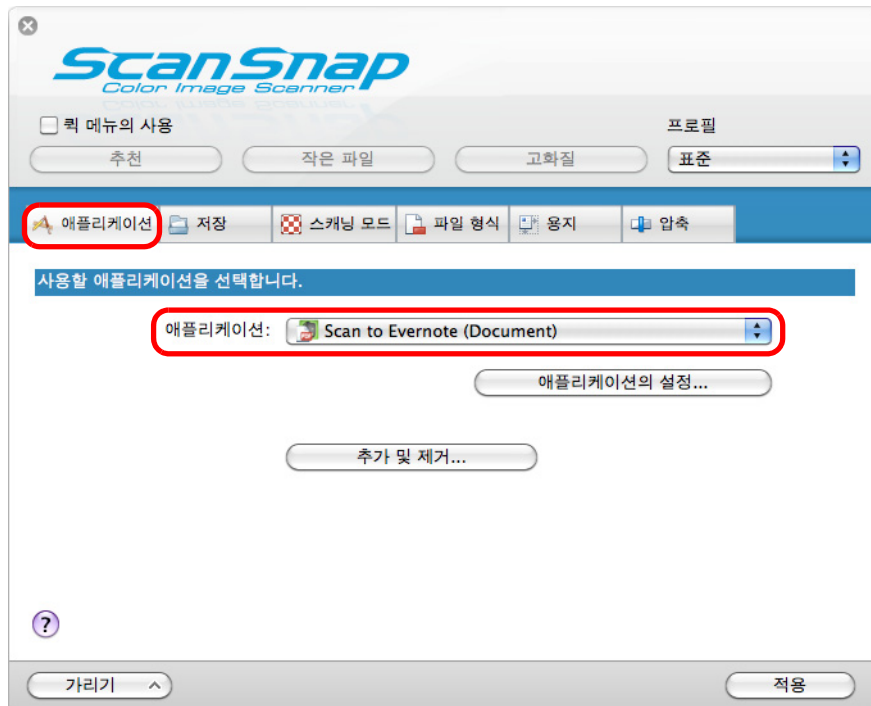 ScanSnap
Color Image Scanner
퀵 메뉴의 사용
프로필
추천
작은 파일
고화질
표준
애플리케이션
저장
스캐닝 모드
파일 형식
용지
압축
사용할 애플리케이션을 선택합니다.
애플리케이션: Scan to Evernote (Document)
애플리케이션의 설정...
추가 및 제거...
?
가리기
적용